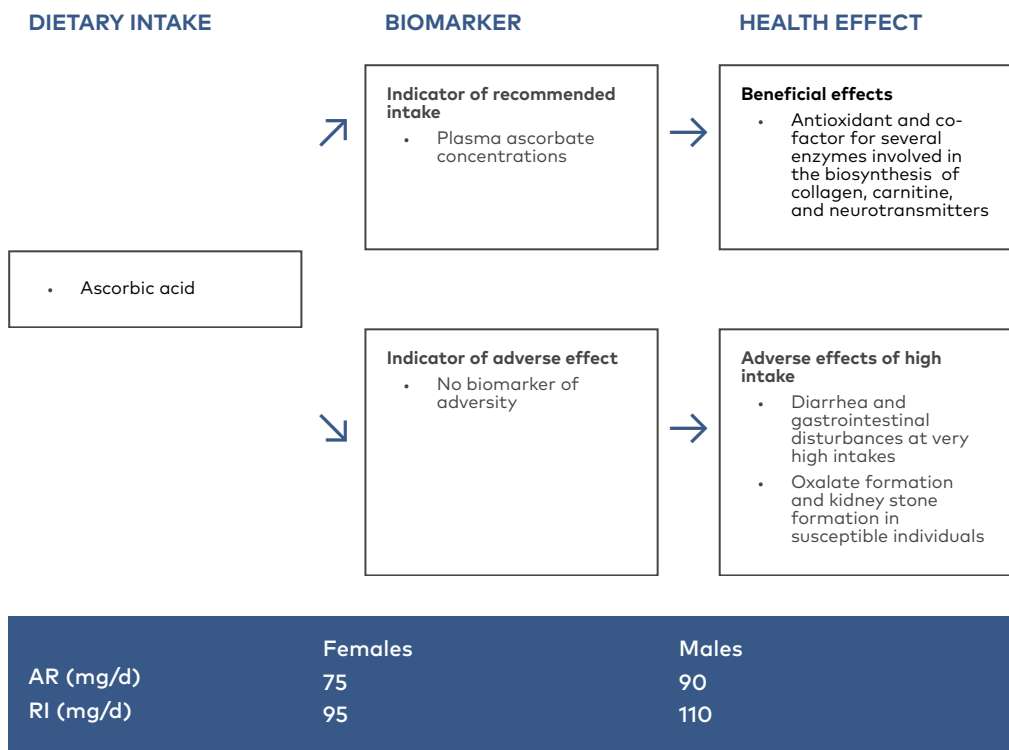 DIETARY INTAKE
BIOMARKER
HEALTH EFFECT
• Ascorbic acid
Indicator of recommended
intake
• Plasma ascorbate
concentrations
Beneficial effects
• Antioxidant and co-
factor for several
enzymes involved in
the biosynthesis of
collagen, carnitine,
and neurotransmitters
Indicator of adverse effect
• No biomarker of
adversity
Adverse effects of high
intake
• Diarrhea and
gastrointestinal
disturbances at very
high intakes
• Oxalate formation
and kidney stone
formation in
susceptible individuals
Females Males
AR (mg/d) 75 90
RI (mg/d) 95 110